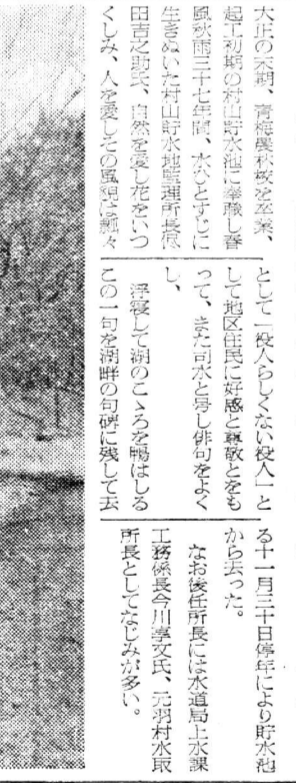 大正の末期、青梅農林校を卒業、
起工初期の村山貯水池に奉職し春
風秋雨三十七年間、水ひとすじに
生きぬいた村山貯水地監理所長
田吉之助氏、自然を愛し花をいつ
くしみ、人を愛しその風貌は飄々
として「役人らしくない役人」と
して地区住民に好感と尊敬とをも
って、また司水と号し俳句をよく
し、
浮寝して湖のこゝろを鴨はしる
この一句を湖畔の句碑に残して去
る十一月三十日停年により貯水池
から去った。
なお後任所長には水道局上水課
工務係長今川淳文氏、元羽村水取
所長としてなじみが多い。